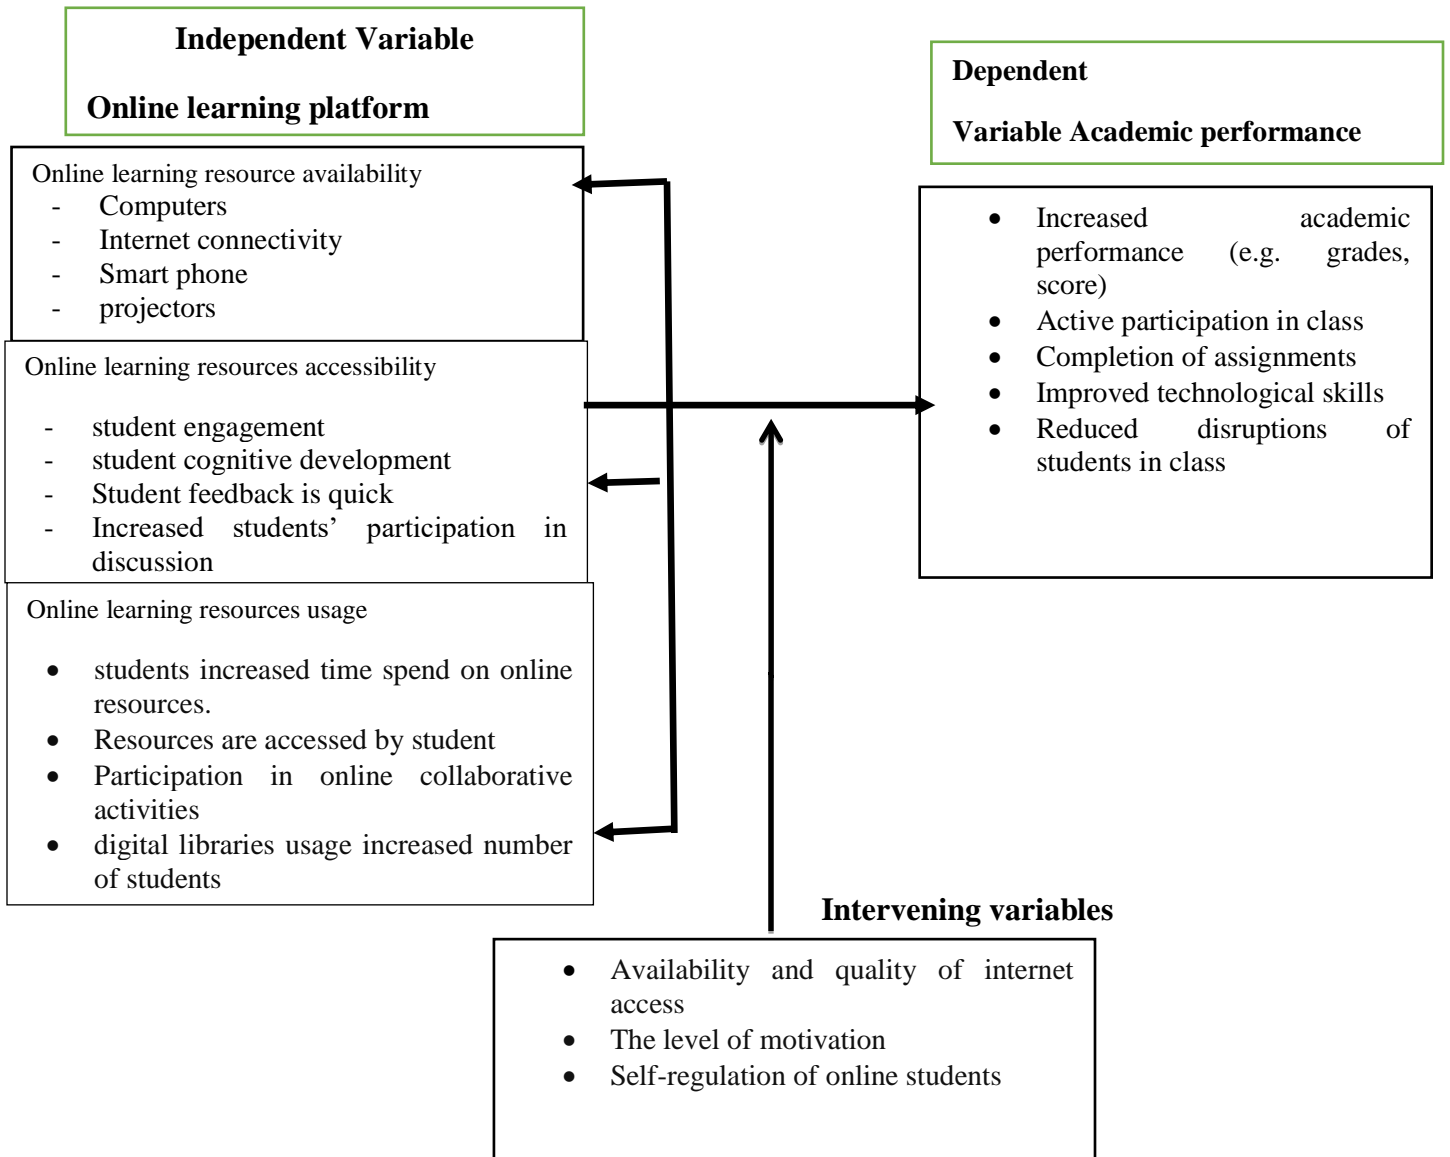 Independent Variable
Online learning platform
Dependent
Variable Academic performance
Online learning resource availability
- Computers
- Internet connectivity
- Smart phone
- projectors
Online learning resources accessibility
- student engagement
- student cognitive development
- Student feedback is quick
- Increased students’ participation in
discussion
Online learning resources usage
• students increased time spend on online
resources.
• Resources are accessed by student
• Participation in online collaborative
activities
• digital libraries usage increased number
of students
• Increased academic
performance (e.g. grades,
score)
• Active participation in class
• Completion of assignments
• Improved technological skills
• Reduced disruptions of
students in class
Intervening variables
• Availability and quality of internet
access
• The level of motivation
• Self-regulation of online students